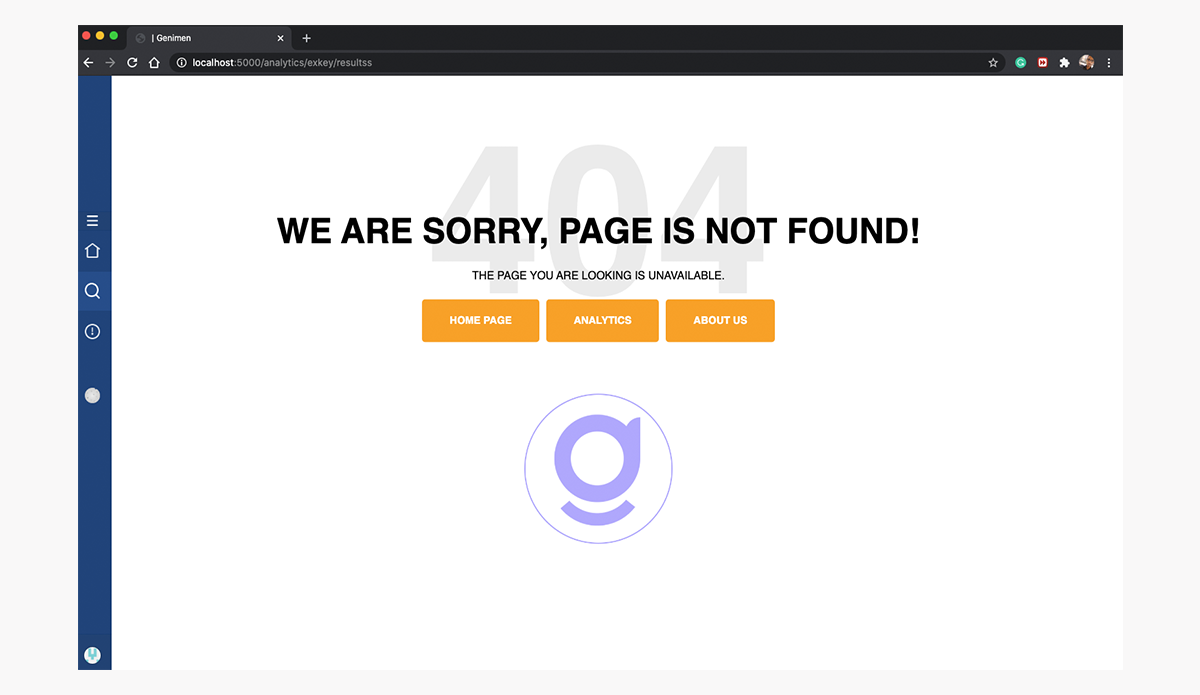 | Genimen
localhost:5000/analytics/exkey/resultss
404
WE ARE SORRY, PAGE IS NOT FOUND!
THE PAGE YOU ARE LOOKING IS UNAVAILABLE.
HOME PAGE
ANALYTICS
ABOUT US
g